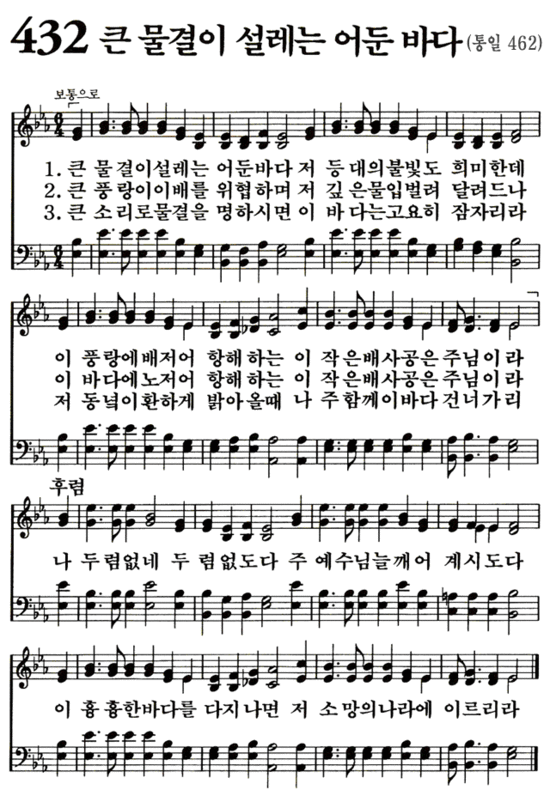 432 큰 물결이 설레는 어둔 바다 (통일 462)
보통으로
1. 큰 물결이설레는 어둔바다 저 등대의불빛도 희미한데
2. 큰 풍랑이이배를 위협하며 저 깊은물입벌려 달려드나
3. 큰 소리로물결을 명하시면 이 바다는고요히 잠자리라
이 풍랑에배저어 항해하는 이 작은배사공은주님이라
이 바다에노저어 항해하는 이 작은배사공은주님이라
저 동녘이환하게 밝아올때 나 주함께이바다 건너가리
후렴
나 두렴없네 두 렴없도다 주 예수님늘깨어 계시도다
이 흉흉한바다를 다지나면 저 소망의나라에 이르리라